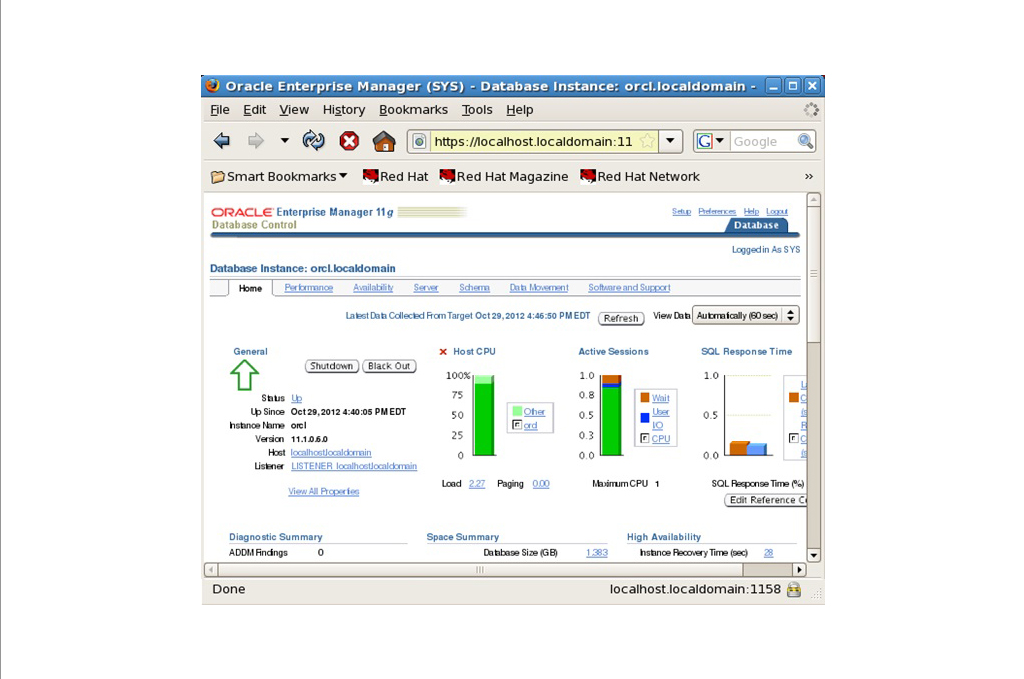 Oracle Enterprise Manager (SYS) - Database Instance: orcl.localdomain -
File Edit View History Bookmarks Tools Help
https://localhost.localdomain:11
G Google
Smart Bookmarks Red Hat Red Hat Magazine Red Hat Network »
ORACLE Enterprise Manager 11g
Database Control
Setup Preferences Help Logout
Database
Logged in As SYS
Database Instance: orcl.localdomain
Home Performance Availability Server Schema Data Movement Software and Support
Latest Data Collected From Target Oct 29, 2012 4:46:50 PM EDT Refresh View Data Automatically (60 sec)
General
Shutdown Black Out
Status Up
Up Since Oct 29, 2012 4:40:05 PM EDT
Instance Name orcl
Version 11.1.0.6.0
Host localhost.localdomain
Listener LISTENER_localhost.localdomain
View All Properties
Host CPU
100%
75
50
25
0
Other
orcl
Load 2.27 Paging 0.00
Active Sessions
1.0
0.8
0.5
0.3
0.0
Wait
User
I/O
CPU
Maximum CPU 1
SQL Response Time
1.0
0.5
0.0
SQL Response Time (%)
Diagnostic Summary
ADDM Findings 0
Space Summary
Database Size (GB) 1.383
High Availability
Instance Recovery Time (sec) 28
Edit Reference Co
Done localhost.localdomain:1158